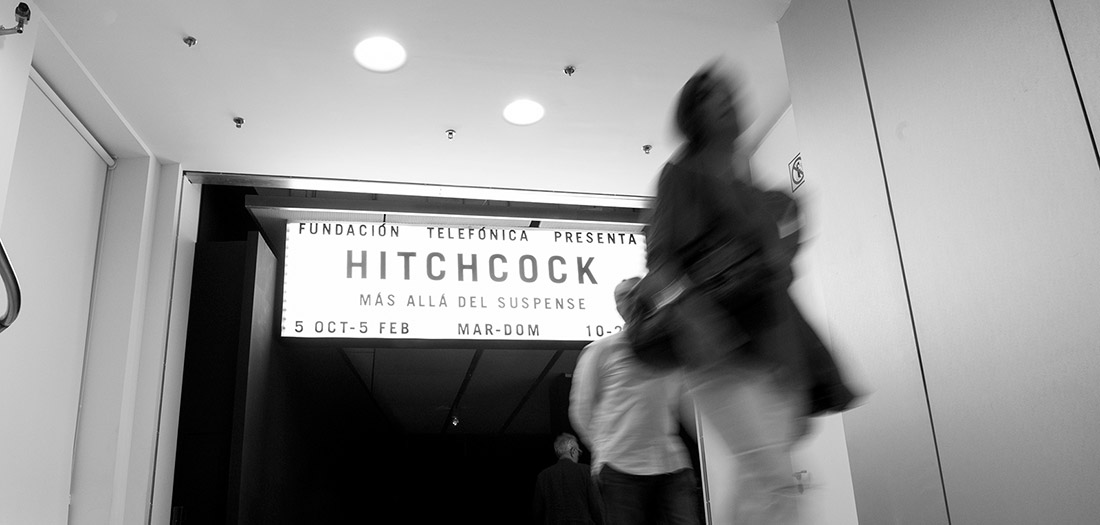 FUNDACIÓN TELEFÓNICA PRESENTA
HITCHCOCK
MÁS ALLÁ DEL SUSPENSE
5 OCT-5 FEB MAR-DOM